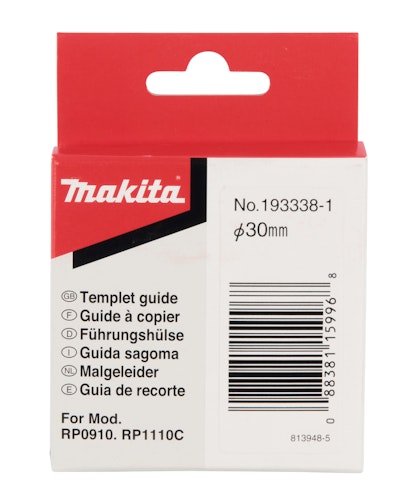 makita®
No.193338-1
ø30mm
GB Templet guide
F Guide à copier
D Führungshülse
I Guida sagoma
NL Malgeleider
E Guia de recorte
For Mod.
RP0910. RP1110C
0 88381 15996 8
813948-5